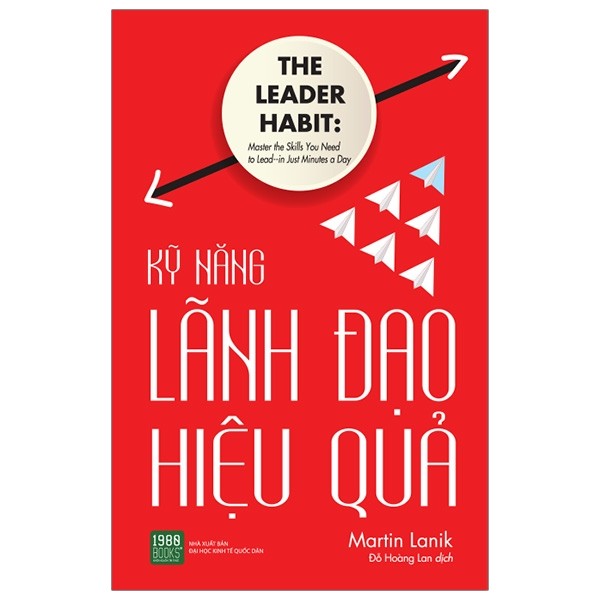 THE
LEADER
HABIT:
Master the Skills You Need
to Lead--in Just Minutes a Day
KỸ NĂNG
LÃNH ĐẠO
HIỆU QUẢ
1980
BOOKS
NHÀ XUẤT BẢN
ĐẠI HỌC KINH TẾ QUỐC DÂN
Martin Lanik
Đỗ Hoàng Lan dịch